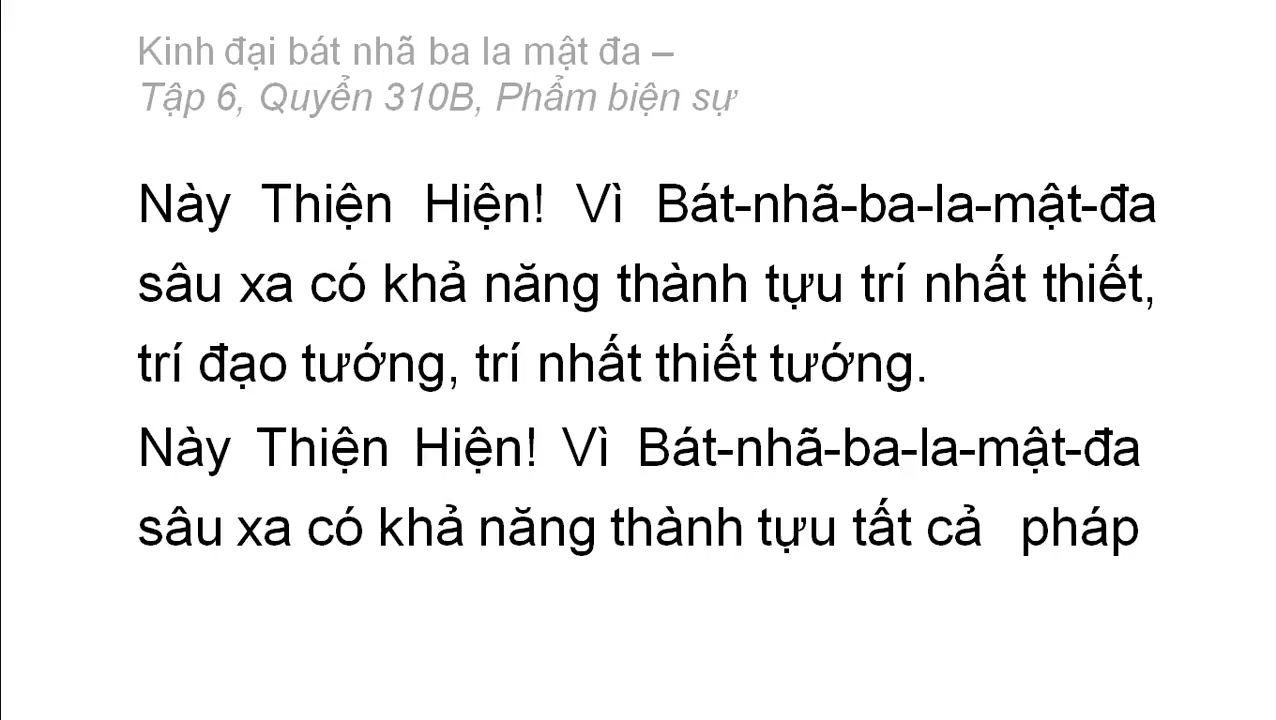 Kinh đại bát nhã ba la mật đa –
Tập 6, Quyển 310B, Phẩm biện sự
Này Thiện Hiện! Vì Bát-nhã-ba-la-mật-đa
sâu xa có khả năng thành tựu trí nhất thiết,
trí đạo tướng, trí nhất thiết tướng.
Này Thiện Hiện! Vì Bát-nhã-ba-la-mật-đa
sâu xa có khả năng thành tựu tất cả pháp